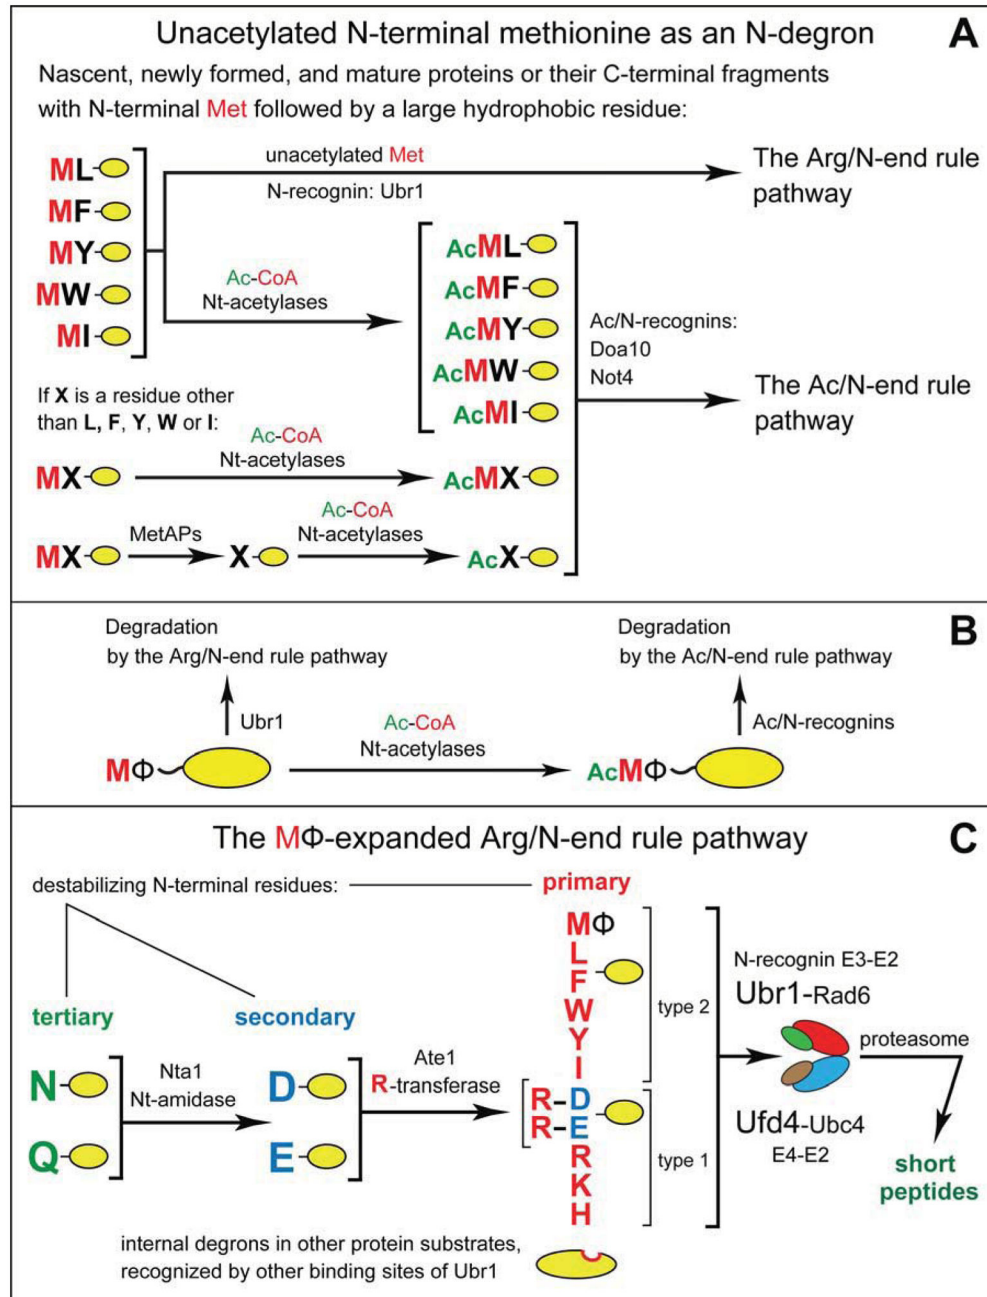 A
Unacetylated N-terminal methionine as an N-degron
Nascent, newly formed, and mature proteins or their C-terminal fragments
with N-terminal Met followed by a large hydrophobic residue:
ML
MF
MY
MW
MI
unacetylated Met
N-recognin: Ubr1
The Arg/N-end rule
pathway
Ac-CoA
Nt-acetylases
AcML
AcMF
AcMY
AcMW
AcMI
Ac/N-recognins:
Doa10
Not4
The Ac/N-end rule
pathway
If X is a residue other
than L, F, Y, W or I:
MX
Ac-CoA
Nt-acetylases
AcMX
MX
MetAPs
X
Ac-CoA
Nt-acetylases
AcX
B
Degradation
by the Arg/N-end rule pathway
Ubr1
MΦ
Ac-CoA
Nt-acetylases
Degradation
by the Ac/N-end rule pathway
Ac/N-recognins
AcMΦ
C
The MΦ-expanded Arg/N-end rule pathway
destabilizing N-terminal residues:
primary
tertiary
secondary
N
Q
Nta1
Nt-amidase
D
E
Ate1
R-transferase
MΦ
L
F
W
Y
I
R-D
R-E
R
K
H
type 2
type 1
N-recognin E3-E2
Ubr1-Rad6
Ufd4-Ubc4
E4-E2
proteasome
short
peptides
internal degrons in other protein substrates,
recognized by other binding sites of Ubr1